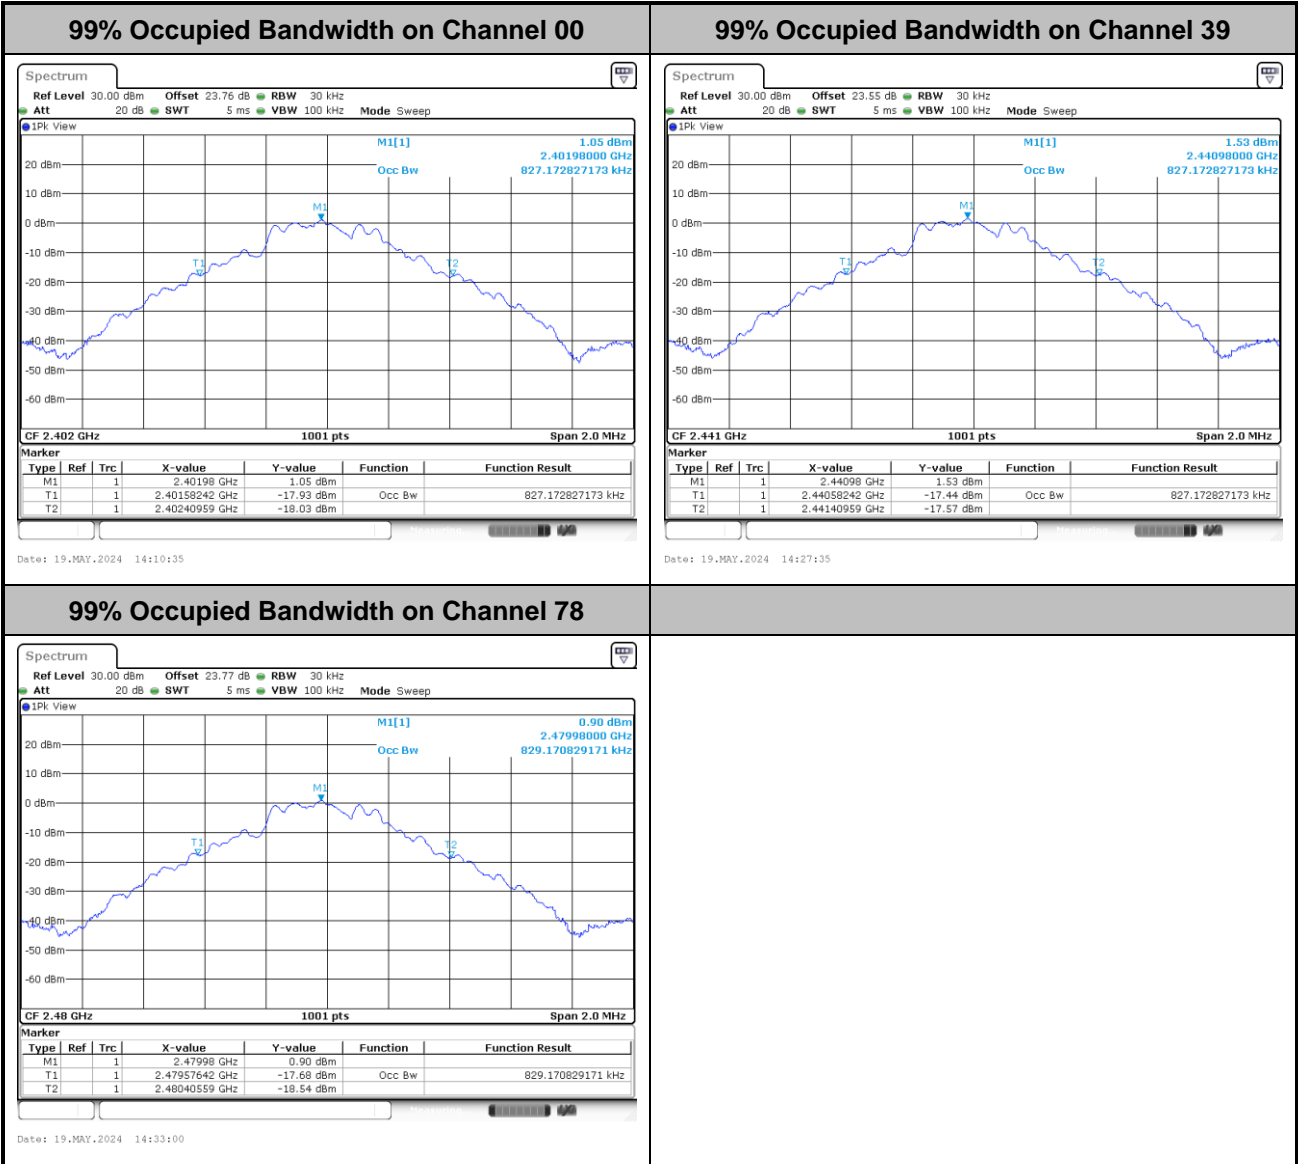 99% Occupied Bandwidth on Channel 00
Spectrum
Ref Level 30.00 dBm Offset 23.76 dB RBW 30 kHz
Att 20 dB SWT 5 ms VBW 100 kHz Mode Sweep
1Pk View
M1[1] 1.05 dBm
2.40198000 GHz
Occ Bw 827.172827173 kHz
20 dBm
10 dBm
0 dBm
-10 dBm
-20 dBm
-30 dBm
-40 dBm
-50 dBm
-60 dBm
M1
T1
T2
CF 2.402 GHz 1001 pts Span 2.0 MHz
Marker
Type Ref Trc X-value Y-value Function Function Result
M1 1 2.40198 GHz 1.05 dBm
T1 1 2.40158242 GHz -17.93 dBm Occ Bw 827.172827173 kHz
T2 1 2.40240959 GHz -18.03 dBm
Date: 19.MAY.2024 14:10:35
99% Occupied Bandwidth on Channel 39
Spectrum
Ref Level 30.00 dBm Offset 23.55 dB RBW 30 kHz
Att 20 dB SWT 5 ms VBW 100 kHz Mode Sweep
1Pk View
M1[1] 1.53 dBm
2.44098000 GHz
Occ Bw 827.172827173 kHz
20 dBm
10 dBm
0 dBm
-10 dBm
-20 dBm
-30 dBm
-40 dBm
-50 dBm
-60 dBm
M1
T1
T2
CF 2.441 GHz 1001 pts Span 2.0 MHz
Marker
Type Ref Trc X-value Y-value Function Function Result
M1 1 2.44098 GHz 1.53 dBm
T1 1 2.44058242 GHz -17.44 dBm Occ Bw 827.172827173 kHz
T2 1 2.44140959 GHz -17.57 dBm
Date: 19.MAY.2024 14:27:35
99% Occupied Bandwidth on Channel 78
Spectrum
Ref Level 30.00 dBm Offset 23.77 dB RBW 30 kHz
Att 20 dB SWT 5 ms VBW 100 kHz Mode Sweep
1Pk View
M1[1] 0.90 dBm
2.47998000 GHz
Occ Bw 829.170829171 kHz
20 dBm
10 dBm
0 dBm
-10 dBm
-20 dBm
-30 dBm
-40 dBm
-50 dBm
-60 dBm
M1
T1
T2
CF 2.48 GHz 1001 pts Span 2.0 MHz
Marker
Type Ref Trc X-value Y-value Function Function Result
M1 1 2.47998 GHz 0.90 dBm
T1 1 2.47957642 GHz -17.68 dBm Occ Bw 829.170829171 kHz
T2 1 2.48040559 GHz -18.54 dBm
Date: 19.MAY.2024 14:33:00